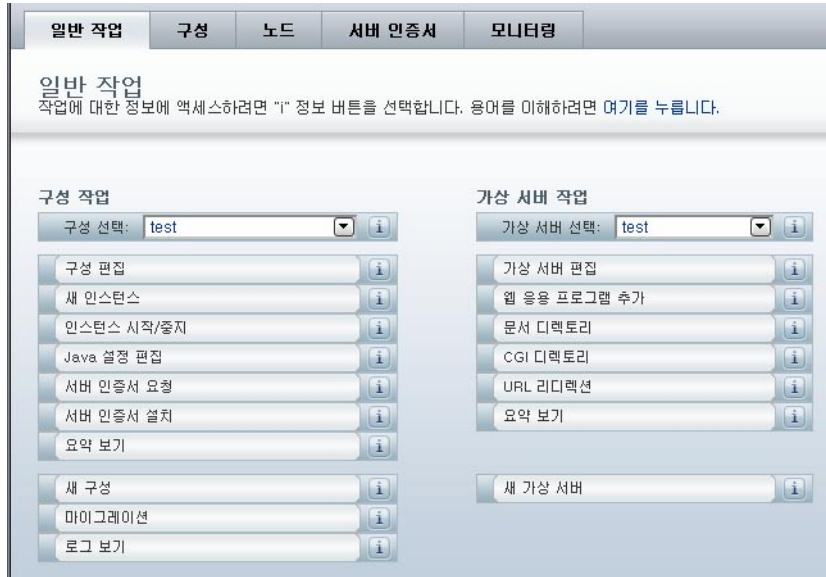 일반 작업 구성 노드 서버 인증서 모니터링
일반 작업
작업에 대한 정보에 액세스하려면 "i" 정보 버튼을 선택합니다. 용어를 이해하려면 여기를 누릅니다.
구성 작업
구성 선택: test i
구성 편집 i
새 인스턴스 i
인스턴스 시작/중지 i
Java 설정 편집 i
서버 인증서 요청 i
서버 인증서 설치 i
요약 보기 i
새 구성 i
마이그레이션 i
로그 보기 i
가상 서버 작업
가상 서버 선택: test i
가상 서버 편집 i
웹 응용 프로그램 추가 i
문서 디렉토리 i
CGI 디렉토리 i
URL 리디렉션 i
요약 보기 i
새 가상 서버 i